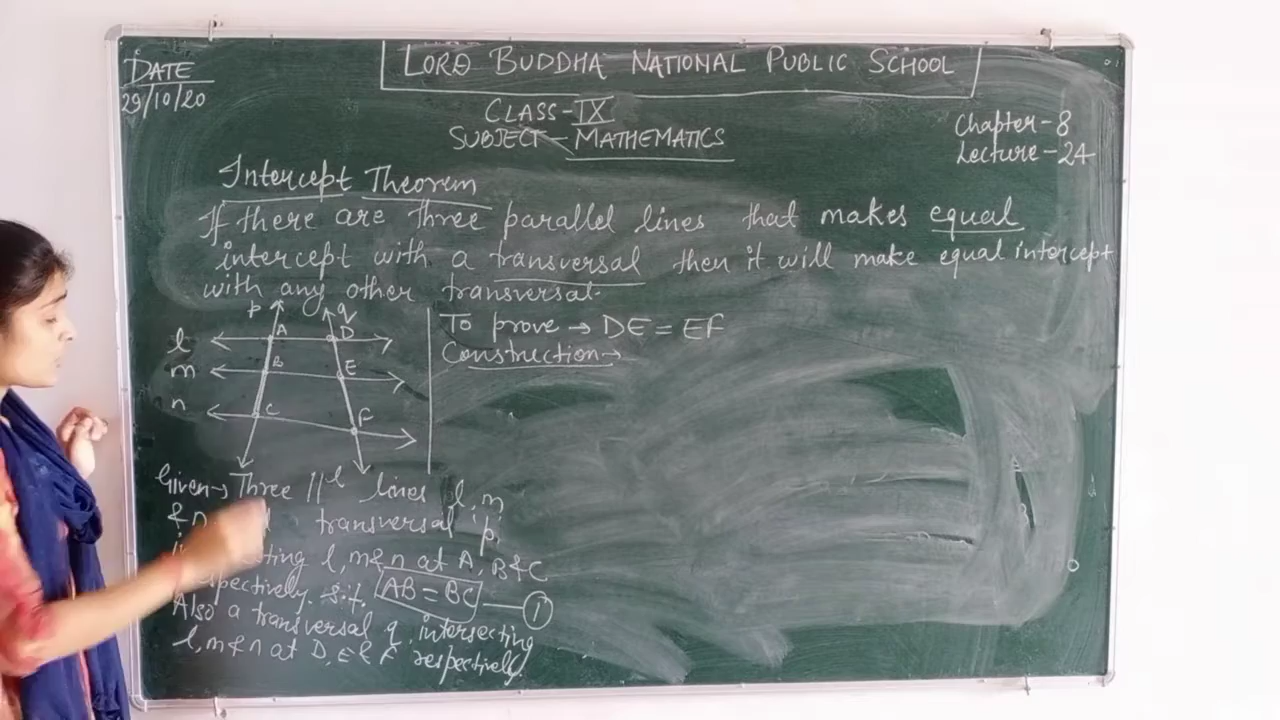 DATE
29/10/20
LORD BUDDHA NATIONAL PUBLIC SCHOOL
CLASS-IX
SUBJECT - MATHEMATICS
Chapter-8
Lecture-24
Intercept Theorem
If there are three parallel lines that makes equal
intercept with a transversal then it will make equal intercept
with any other transversal.
p q
l A D
m B E
n C F
To prove → DE = EF
Construction →
Given → Three ||el lines l, m
& n transversal 'p'
l, m & n at A, B & C
respectively s.t. AB = BC — ①
Also a transversal q intersecting
l, m & n at D, E & F respectively.